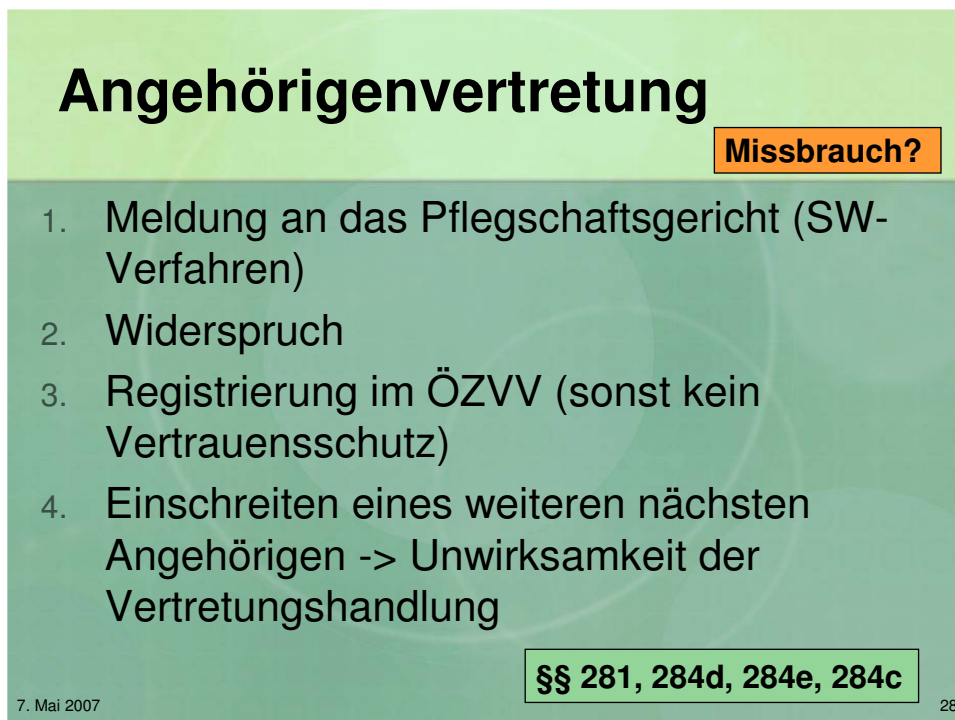 Angehörigenvertretung
Missbrauch?
1. Meldung an das Pflegschaftsgericht (SW-
Verfahren)
2. Widerspruch
3. Registrierung im ÖZVV (sonst kein
Vertrauensschutz)
4. Einschreiten eines weiteren nächsten
Angehörigen -> Unwirksamkeit der
Vertretungshandlung
§§ 281, 284d, 284e, 284c
7. Mai 2007
28